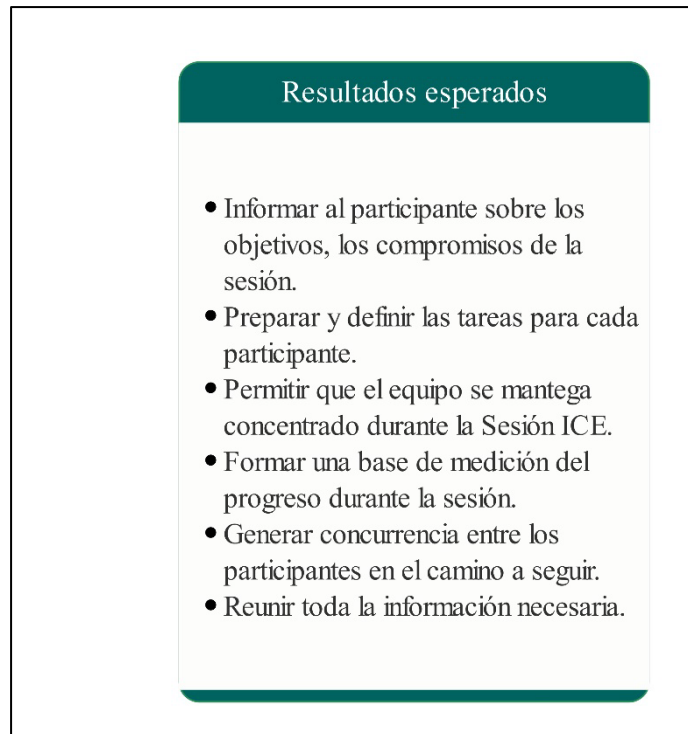 Resultados esperados
• Informar al participante sobre los
objetivos, los compromisos de la
sesión.
• Preparar y definir las tareas para cada
participante.
• Permitir que el equipo se mantega
concentrado durante la Sesión ICE.
• Formar una base de medición del
progreso durante la sesión.
• Generar concurrencia entre los
participantes en el camino a seguir.
• Reunir toda la información necesaria.